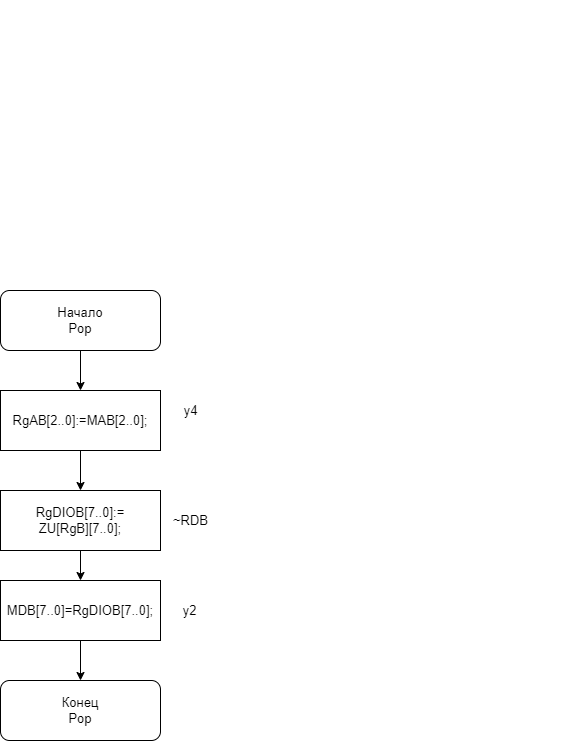 Начало
Pop
RgAB[2..0]:=MAB[2..0];
y4
RgDIOB[7..0]:=
ZU[RgB][7..0];
~RDB
MDB[7..0]=RgDIOB[7..0];
y2
Конец
Pop